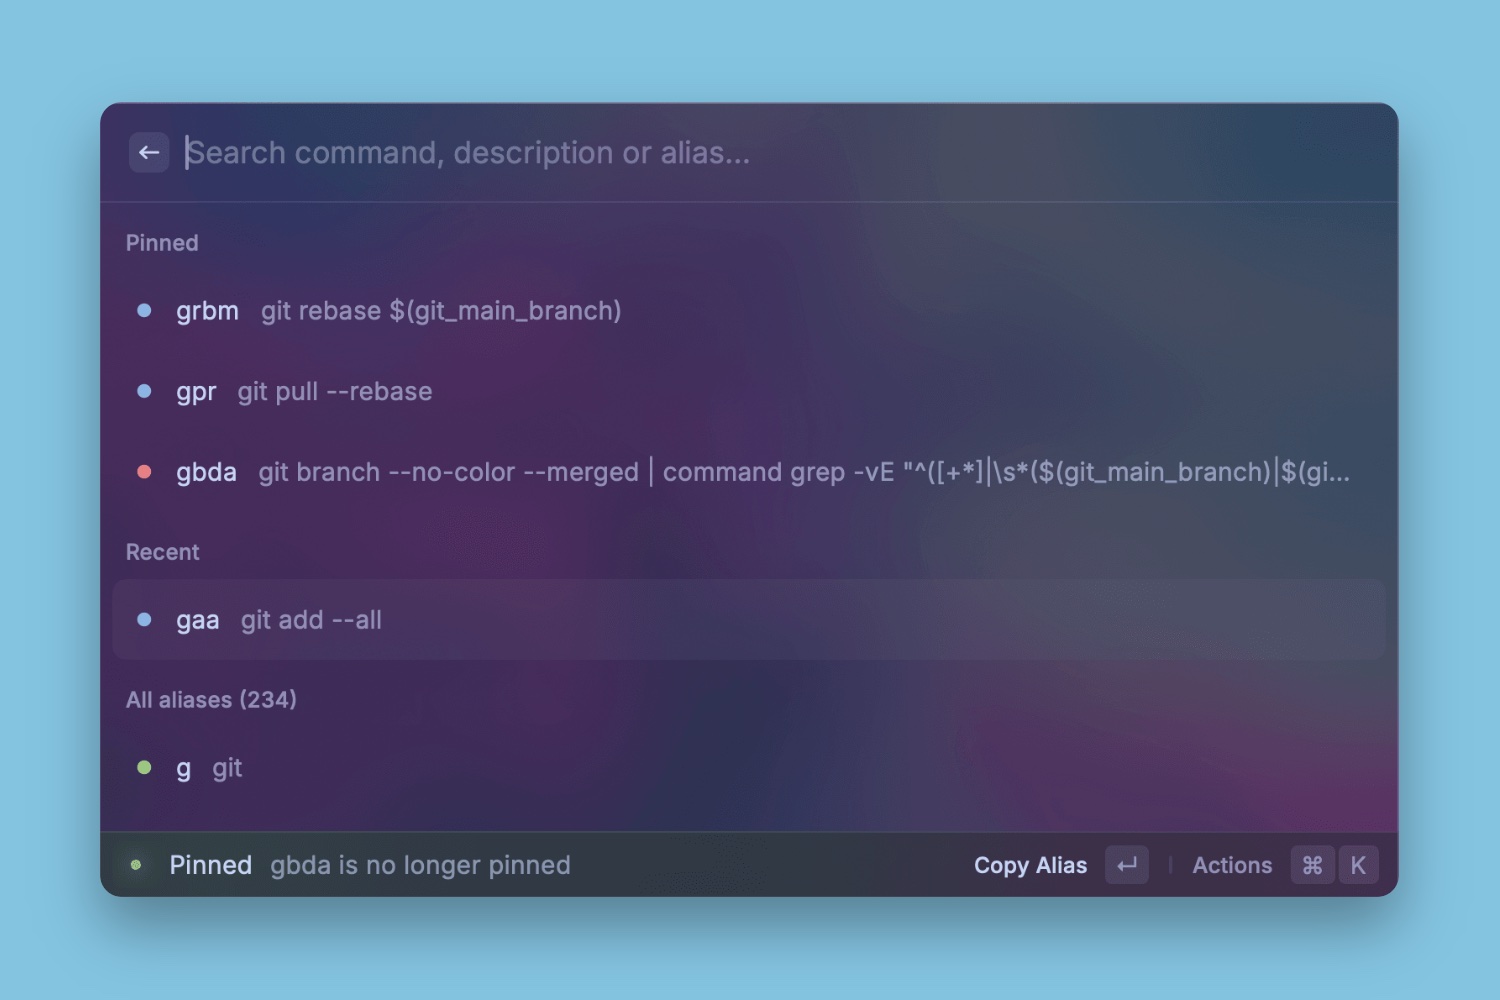 Search command, description or alias...
Pinned
grbm git rebase $(git_main_branch)
gpr git pull --rebase
gbda git branch --no-color --merged | command grep -vE "^([+*]|\s*($(git_main_branch)|$(gi...
Recent
gaa git add --all
All aliases (234)
g git
Pinned gbda is no longer pinned Copy Alias ↵ | Actions ⌘ K